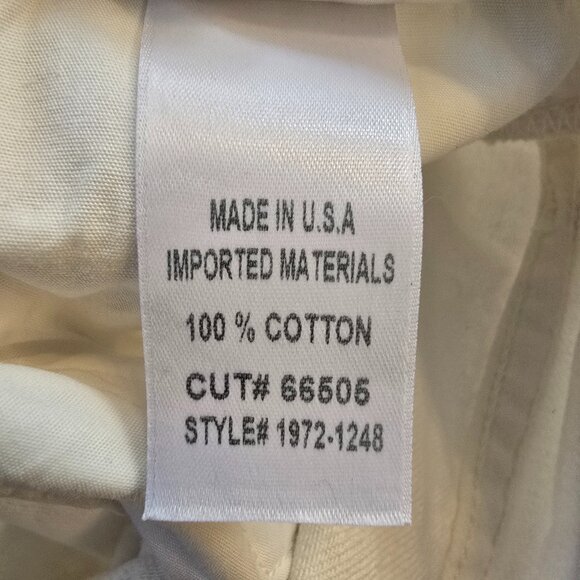 MADE IN U.S.A
IMPORTED MATERIALS
100 % COTTON
CUT# 66505
STYLE# 1972-1248